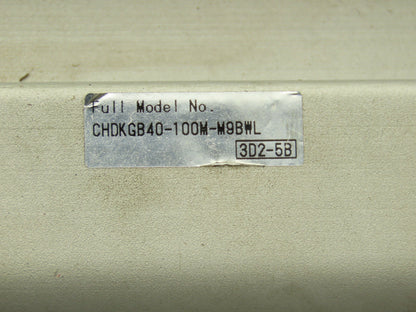 Full Model No.
CHDKGB40-100M-M9BWL
3D2-5B